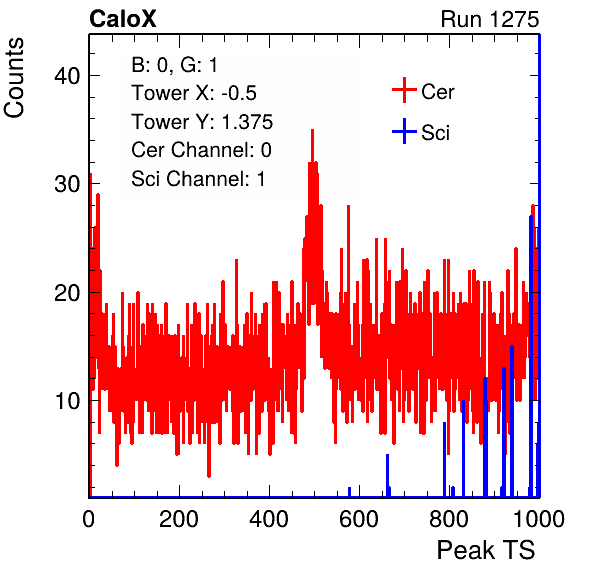 CaloX Run 1275
Counts
B: 0, G: 1
Tower X: -0.5
Tower Y: 1.375
Cer Channel: 0
Sci Channel: 1
Cer
Sci
40
30
20
10
0 200 400 600 800 1000
Peak TS